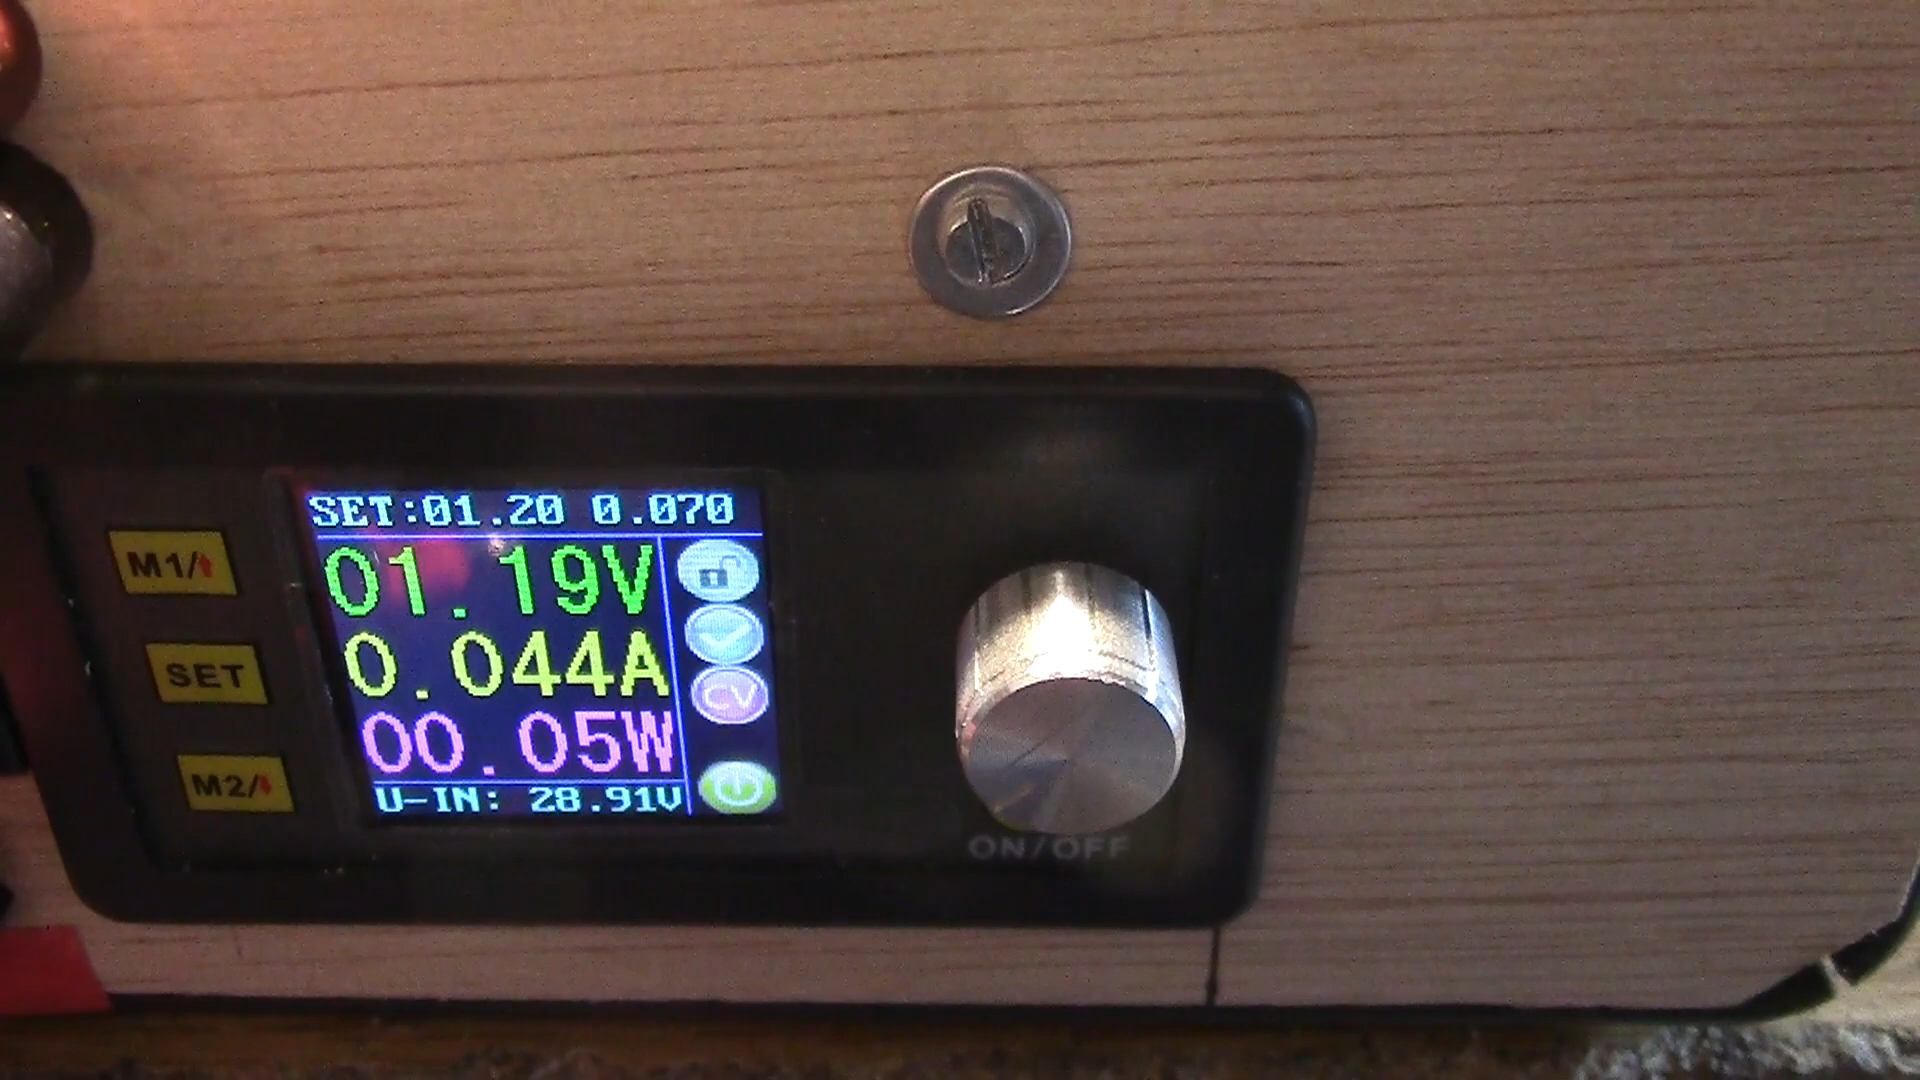 SET:01.20 0.070
M1/
01.19V
0.044A
SET
CV
00.05W
M2/
U-IN: 28.91V
ON/OFF